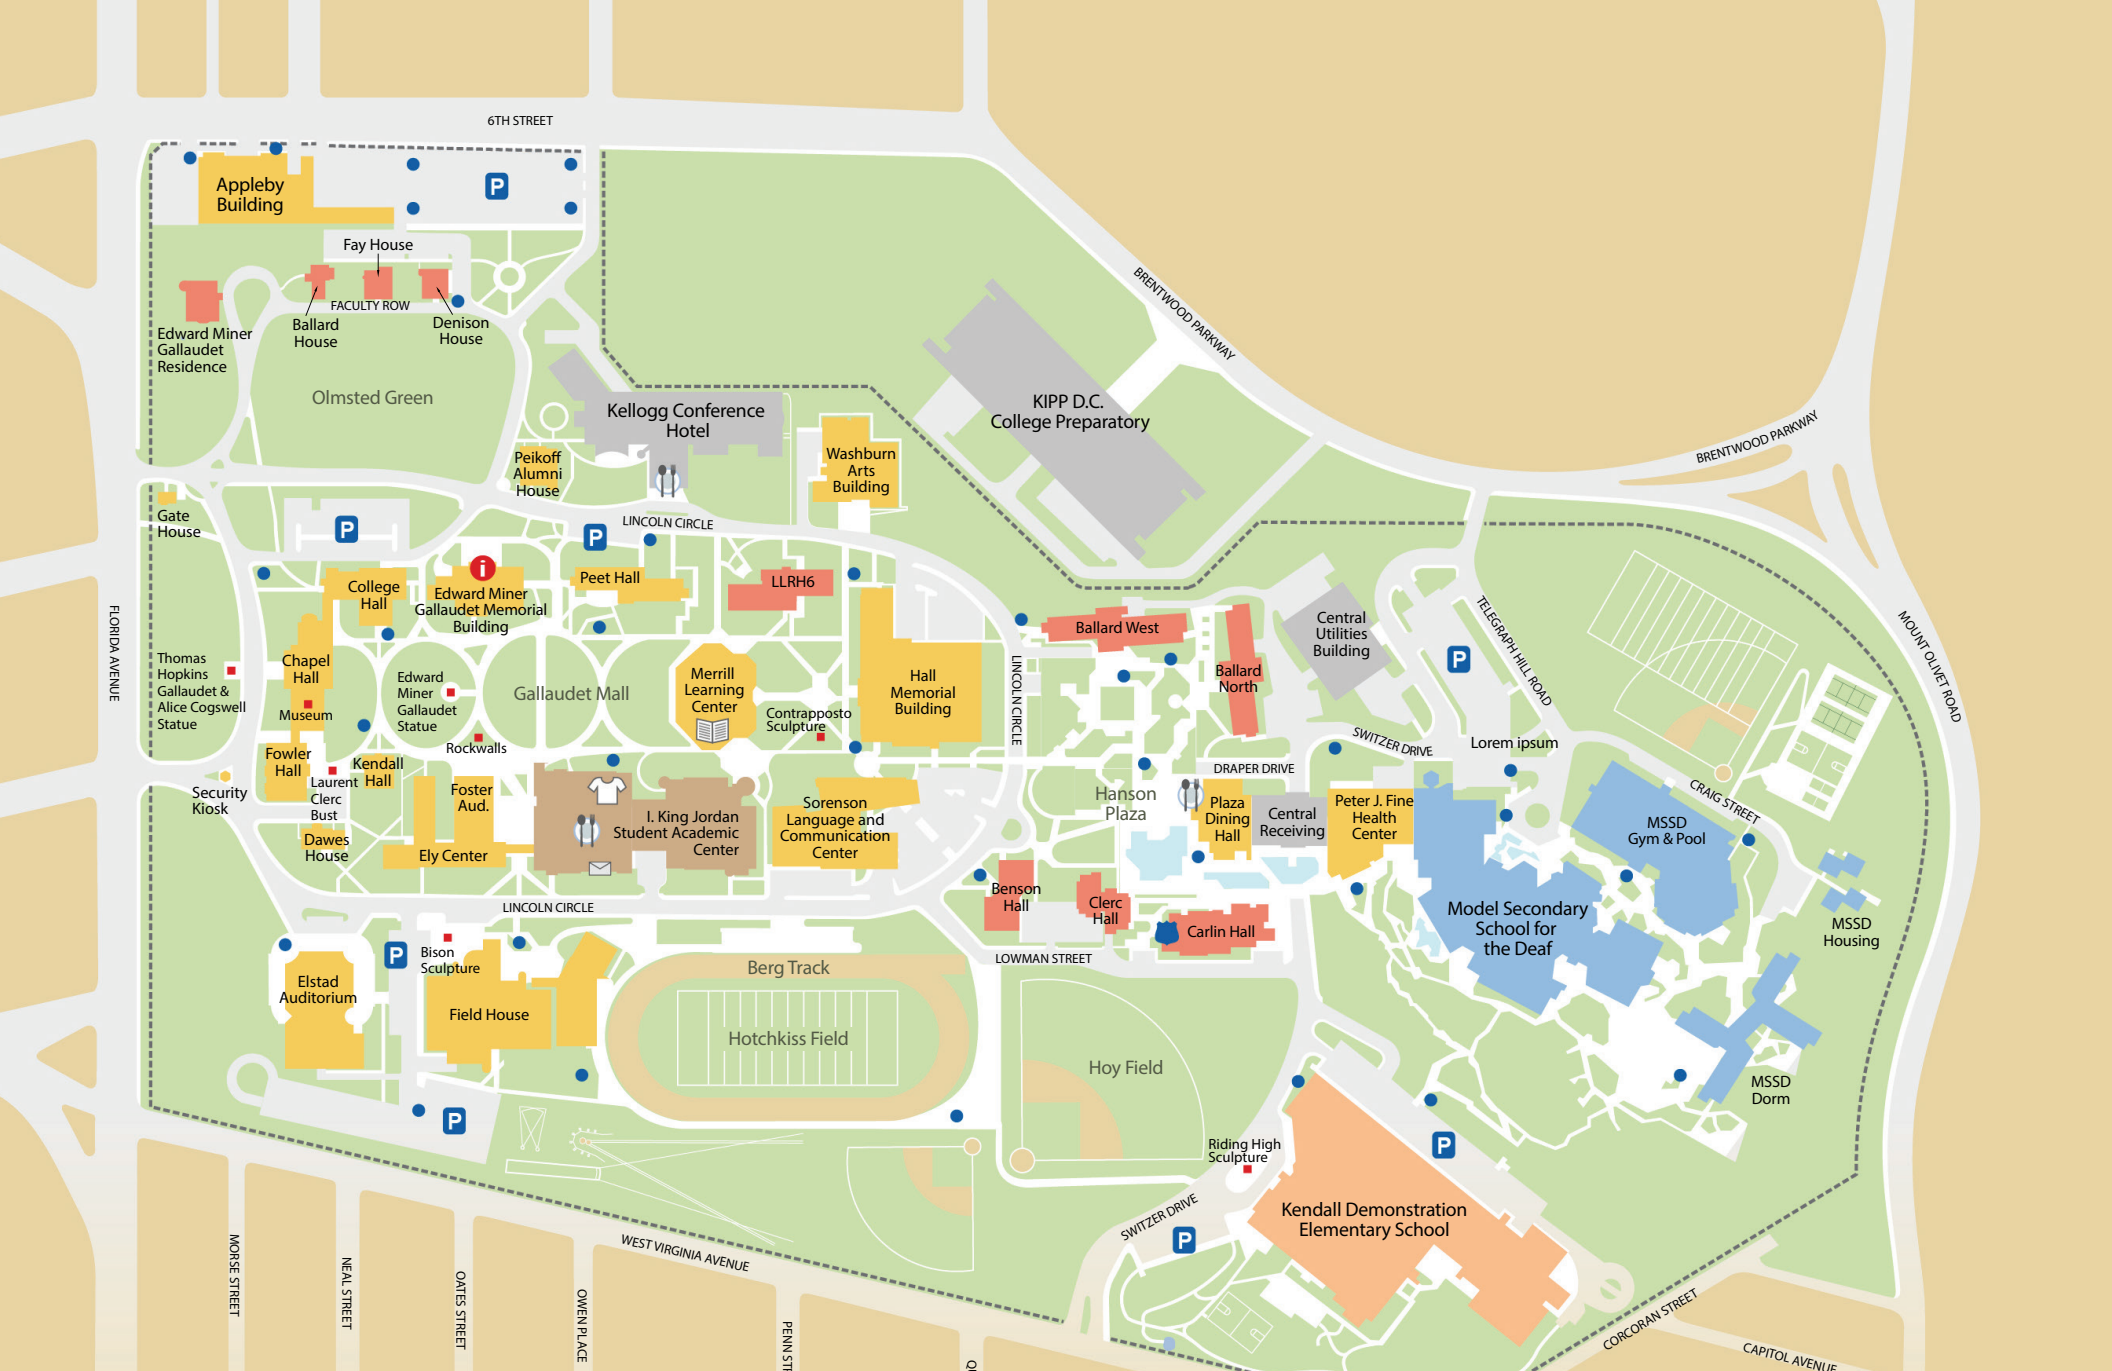 6TH STREET
P
Appleby
Building
Fay House
FACULTY ROW
Ballard
House
Denison
House
Edward Miner
Gallaudet
Residence
Olmsted Green
BRENTWOOD PARKWAY
KIPP D.C.
College Preparatory
BRENTWOOD PARKWAY
Kellogg Conference
Hotel
Washburn
Arts
Building
Peikoff
Alumni
House
Gate
House
P
LINCOLN CIRCLE
P
i
College
Hall
Edward Miner
Gallaudet Memorial
Building
Peet Hall
LLRH6
FLORIDA AVENUE
Thomas
Hopkins
Gallaudet &
Alice Cogswell
Statue
Chapel
Hall
Museum
Edward
Miner
Gallaudet
Statue
Rockwalls
Gallaudet Mall
Merrill
Learning
Center
Contrapposto
Sculpture
Hall
Memorial
Building
LINCOLN CIRCLE
Ballard West
Ballard
North
Central
Utilities
Building
P
TELEGRAPH HILL ROAD
MOUNT OLIVET ROAD
SWITZER DRIVE
Lorem ipsum
CRAIG STREET
DRAPER DRIVE
Fowler
Hall
Laurent
Clerc
Bust
Kendall
Hall
Security
Kiosk
Dawes
House
Foster
Aud.
Ely Center
I. King Jordan
Student Academic
Center
Sorenson
Language and
Communication
Center
Hanson
Plaza
Plaza
Dining
Hall
Central
Receiving
Peter J. Fine
Health
Center
MSSD
Gym & Pool
Model Secondary
School for
the Deaf
MSSD
Housing
Benson
Hall
Clerc
Hall
Carlin Hall
LINCOLN CIRCLE
LOWMAN STREET
P
Bison
Sculpture
Elstad
Auditorium
Field House
Berg Track
Hotchkiss Field
Hoy Field
MSSD
Dorm
P
P
Riding High
Sculpture
Kendall Demonstration
Elementary School
SWITZER DRIVE
P
WEST VIRGINIA AVENUE
MORSE STREET
NEAL STREET
OATES STREET
OWEN PLACE
PENN STR
CORCORAN STREET
CAPITOL AVENUE